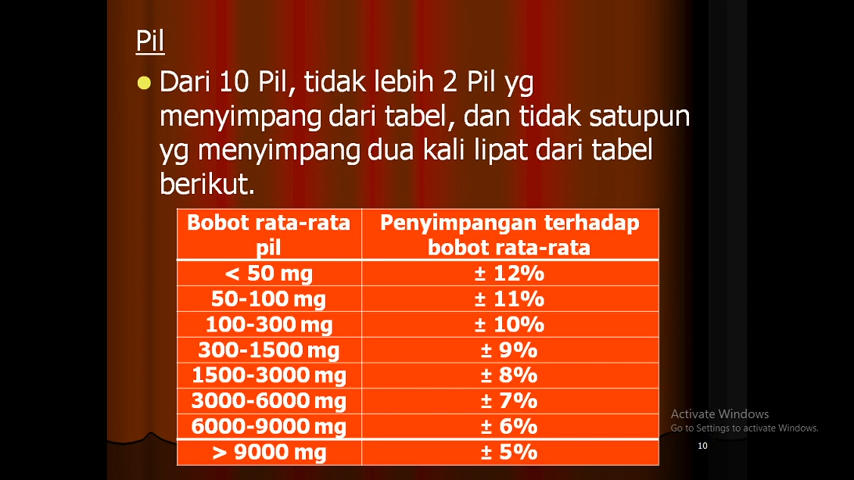 Pil
Dari 10 Pil, tidak lebih 2 Pil yg
menyimpang dari tabel, dan tidak satupun
yg menyimpang dua kali lipat dari tabel
berikut.
Bobot rata-rata pil Penyimpangan terhadap bobot rata-rata
< 50 mg ± 12%
50-100 mg ± 11%
100-300 mg ± 10%
300-1500 mg ± 9%
1500-3000 mg ± 8%
3000-6000 mg ± 7%
6000-9000 mg ± 6%
> 9000 mg ± 5%
Activate Windows
Go to Settings to activate Windows.
10